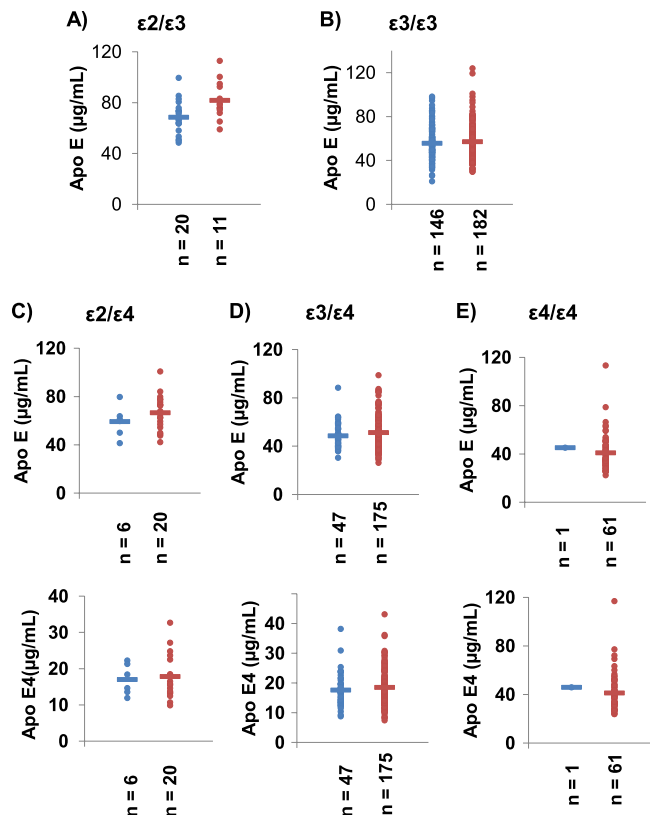 A) ε2/ε3
Apo E (µg/mL)
120
80
40
0
n = 20
n = 11
B) ε3/ε3
Apo E (µg/mL)
120
80
40
0
n = 146
n = 182
C) ε2/ε4
Apo E (µg/mL)
120
80
40
0
n = 6
n = 20
D) ε3/ε4
Apo E (µg/mL)
120
80
40
0
n = 47
n = 175
E) ε4/ε4
Apo E (µg/mL)
120
80
40
0
n = 1
n = 61
Apo E4(µg/mL)
40
30
20
10
0
n = 6
n = 20
Apo E4 (µg/mL)
50
40
30
20
10
0
n = 47
n = 175
Apo E4 (µg/mL)
120
80
40
0
n = 1
n = 61